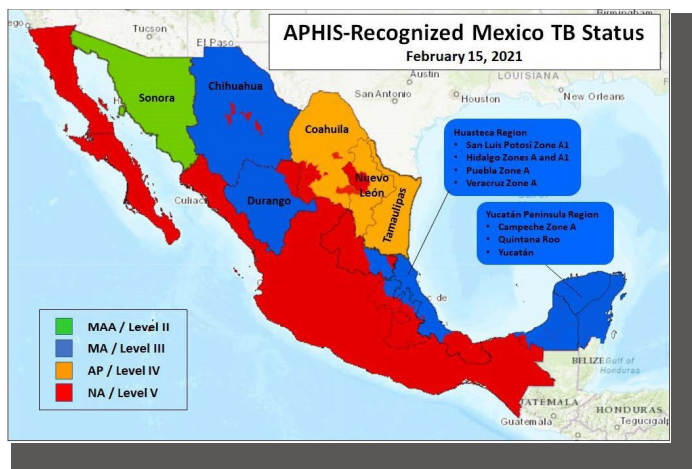 APHIS-Recognized Mexico TB Status
February 15, 2021
Tucson
El Paso
Austin
San Antonio
Houston
LOUISIANA
New Orleans
Sonora
Chihuahua
Coahuila
Nuevo
León
Tamaulipas
Durango
Huasteca Region
• San Luis Potosí Zone A1
• Hidalgo Zones A and A1
• Puebla Zone A
• Veracruz Zone A
Yucatán Peninsula Region
• Campeche Zone A
• Quintana Roo
• Yucatán
MAA / Level II
MA / Level III
AP / Level IV
NA / Level V
BELIZE
Gulf of
Honduras
HONDURAS
Guatemala